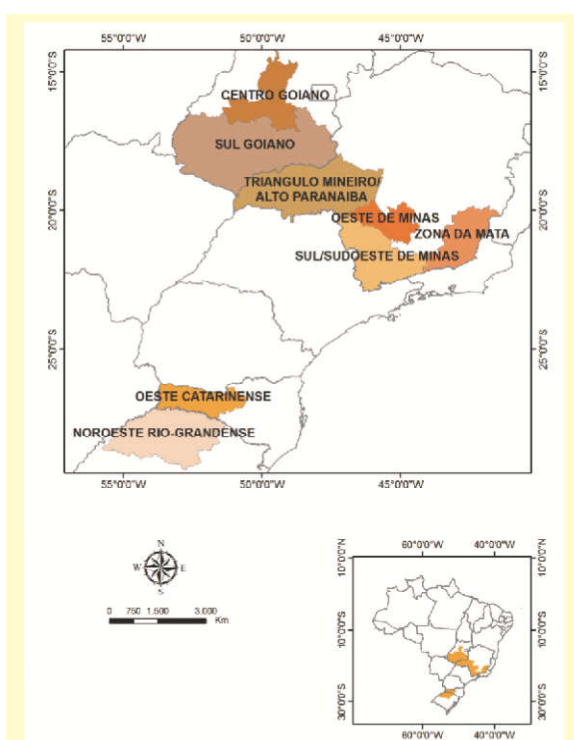 55°0'0"W 50°0'0"W 45°0'0"W
15°0'0"S 15°0'0"S
CENTRO GOIANO
SUL GOIANO
TRIANGULO MINEIRO/
ALTO PARANAIBA
20°0'0"S OESTE DE MINAS 20°0'0"S
ZONA DA MATA
SUL/SUDOESTE DE MINAS
25°0'0"S 25°0'0"S
OESTE CATARINENSE
NOROESTE RIO-GRANDENSE
55°0'0"W 50°0'0"W 45°0'0"W
N
W E
S
0 750 1.500 3.000
Km
60°0'0"W 40°0'0"W
10°0'0"N 10°0'0"N
10°0'0"S 10°0'0"S
30°0'0"S 30°0'0"S
60°0'0"W 40°0'0"W